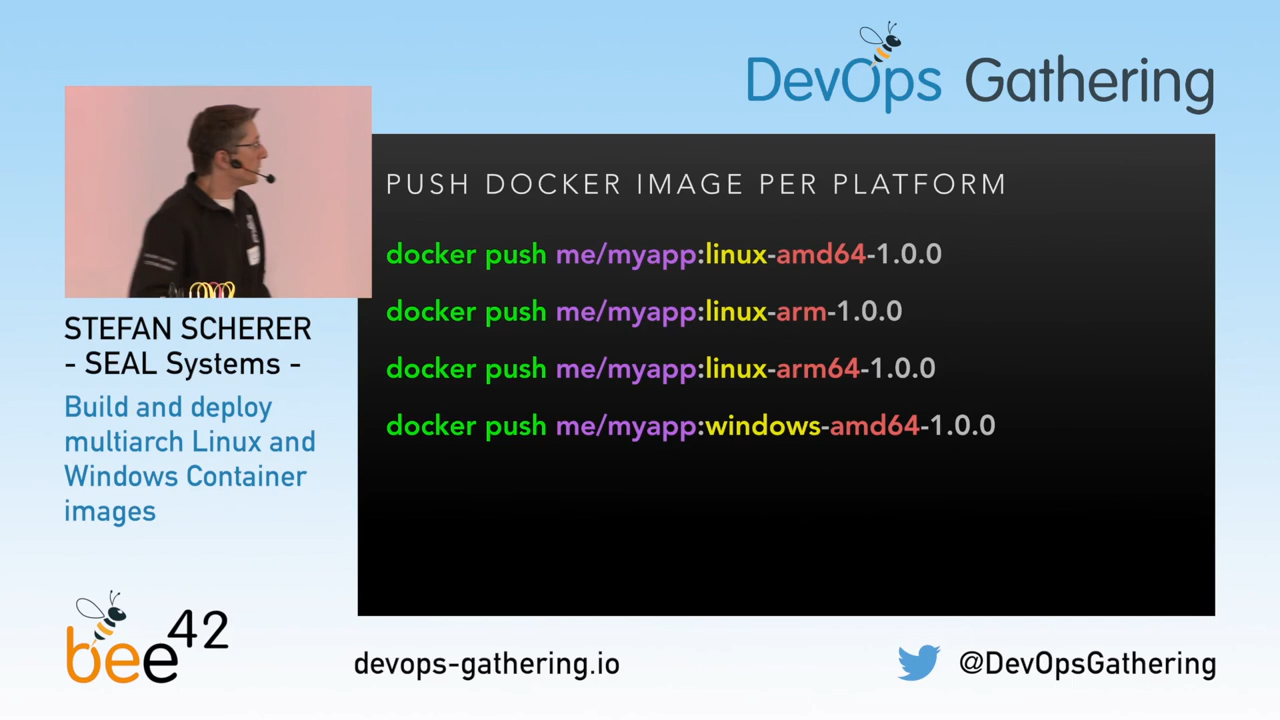 DevOps Gathering
PUSH DOCKER IMAGE PER PLATFORM
docker push me/myapp:linux-amd64-1.0.0
docker push me/myapp:linux-arm-1.0.0
docker push me/myapp:linux-arm64-1.0.0
docker push me/myapp:windows-amd64-1.0.0
STEFAN SCHERER
- SEAL Systems -
Build and deploy
multiarch Linux and
Windows Container
images
bee42
devops-gathering.io
@DevOpsGathering